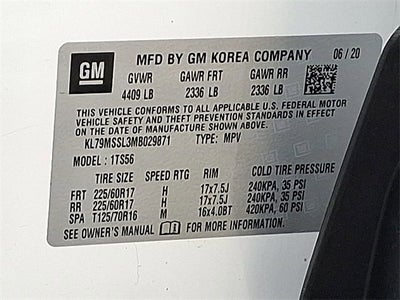 GM
MFD BY GM KOREA COMPANY 06/20
GVWR GAWR FRT GAWR RR
4409 LB 2336 LB 2336 LB
THIS VEHICLE CONFORMS TO ALL APPLICABLE U.S. FEDERAL MOTOR
VEHICLE SAFETY AND THEFT PREVENTION STANDARDS IN
EFFECT ON THE DATE OF MANUFACTURE SHOWN ABOVE.
KL79MSSL3MB029871 TYPE: MPV
MODEL: 1TS56
TIRE SIZE SPEED RTG RIM COLD TIRE PRESSURE
FRT 225/60R17 H 17x7.5J 240KPA, 35 PSI
RR 225/60R17 H 17x7.5J 240KPA, 35 PSI
SPA T125/70R16 M 16x4.0BT 420KPA, 60 PSI
SEE OWNER'S MANUAL FOR MORE INFORMATION.